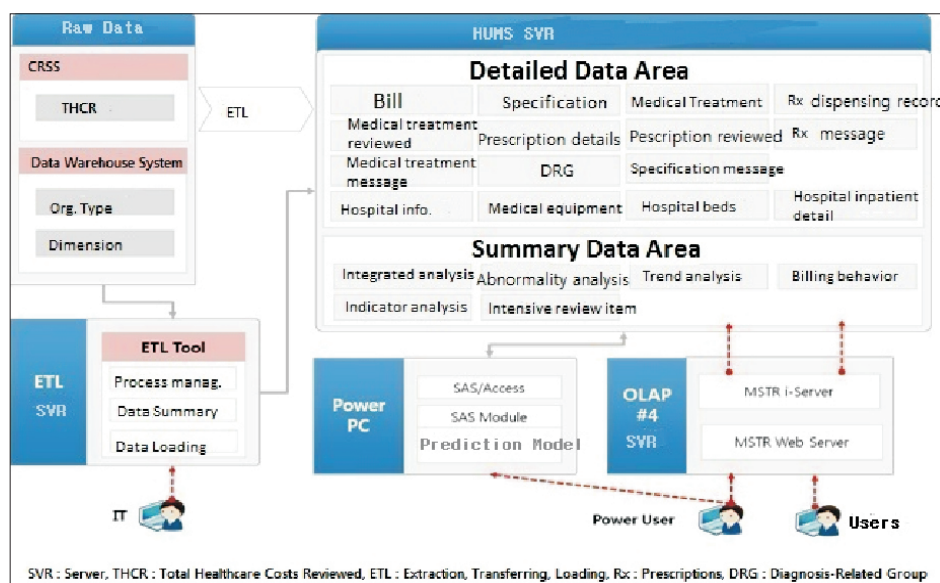 Raw Data
CRSS
THCR
Data Warehouse System
Org. Type
Dimension
ETL
HUMS SVR
Detailed Data Area
Bill
Specification
Medical Treatment
Rx dispensing record
Medical treatment
reviewed
Prescription details
Pescription reviewed
Rx message
Medical treatment
message
DRG
Specification message
Hospital info.
Medical equipment
Hospital beds
Hospital inpatient
detail
Summary Data Area
Integrated analysis
Abnormality analysis
Trend analysis
Billing behavior
Indicator analysis
Intensive review item
ETL
SVR
ETL Tool
Process manag.
Data Summary
Data Loading
Power
PC
SAS/Access
SAS Module
Prediction Model
OLAP
#4
SVR
MSTR i-Server
MSTR Web Server
IT
Power User
Users
SVR : Server, THCR : Total Healthcare Costs Reviewed, ETL : Extraction, Transferring, Loading, Rx : Prescriptions, DRG : Diagnosis-Related Group